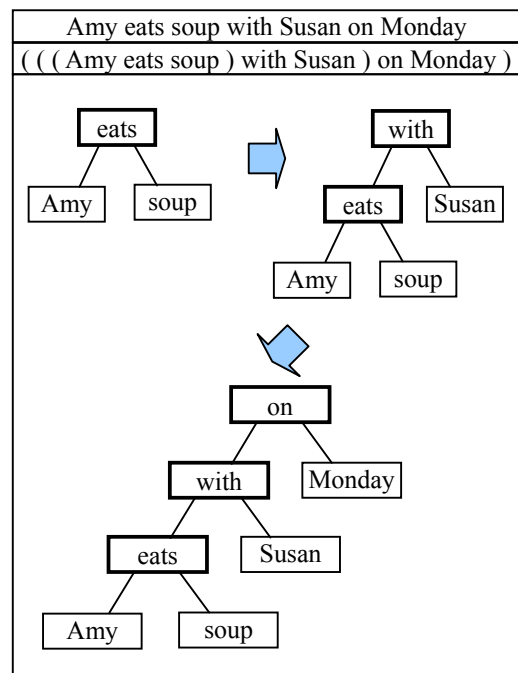 Amy eats soup with Susan on Monday
( ( ( Amy eats soup ) with Susan ) on Monday )
eats
Amy soup
with
eats Susan
Amy soup
on
with Monday
eats Susan
Amy soup